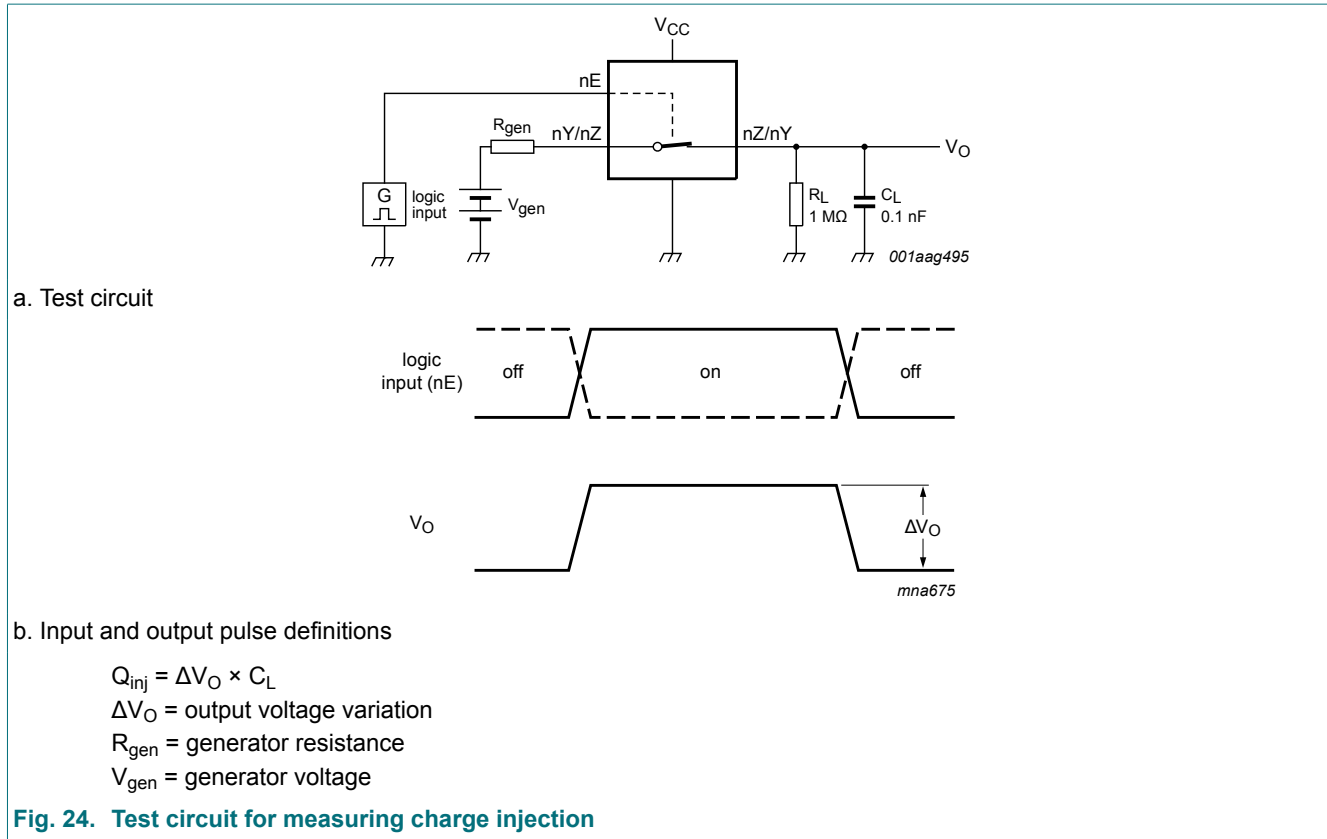 VCC
nE
Rgen
nY/nZ
nZ/nY
VO
G
logic
input
Vgen
RL
1 MΩ
CL
0.1 nF
001aag495
a. Test circuit
logic
input (nE)
off
on
off
VO
ΔVO
mna675
b. Input and output pulse definitions
Qinj = ΔVO × CL
ΔVO = output voltage variation
Rgen = generator resistance
Vgen = generator voltage
Fig. 24. Test circuit for measuring charge injection